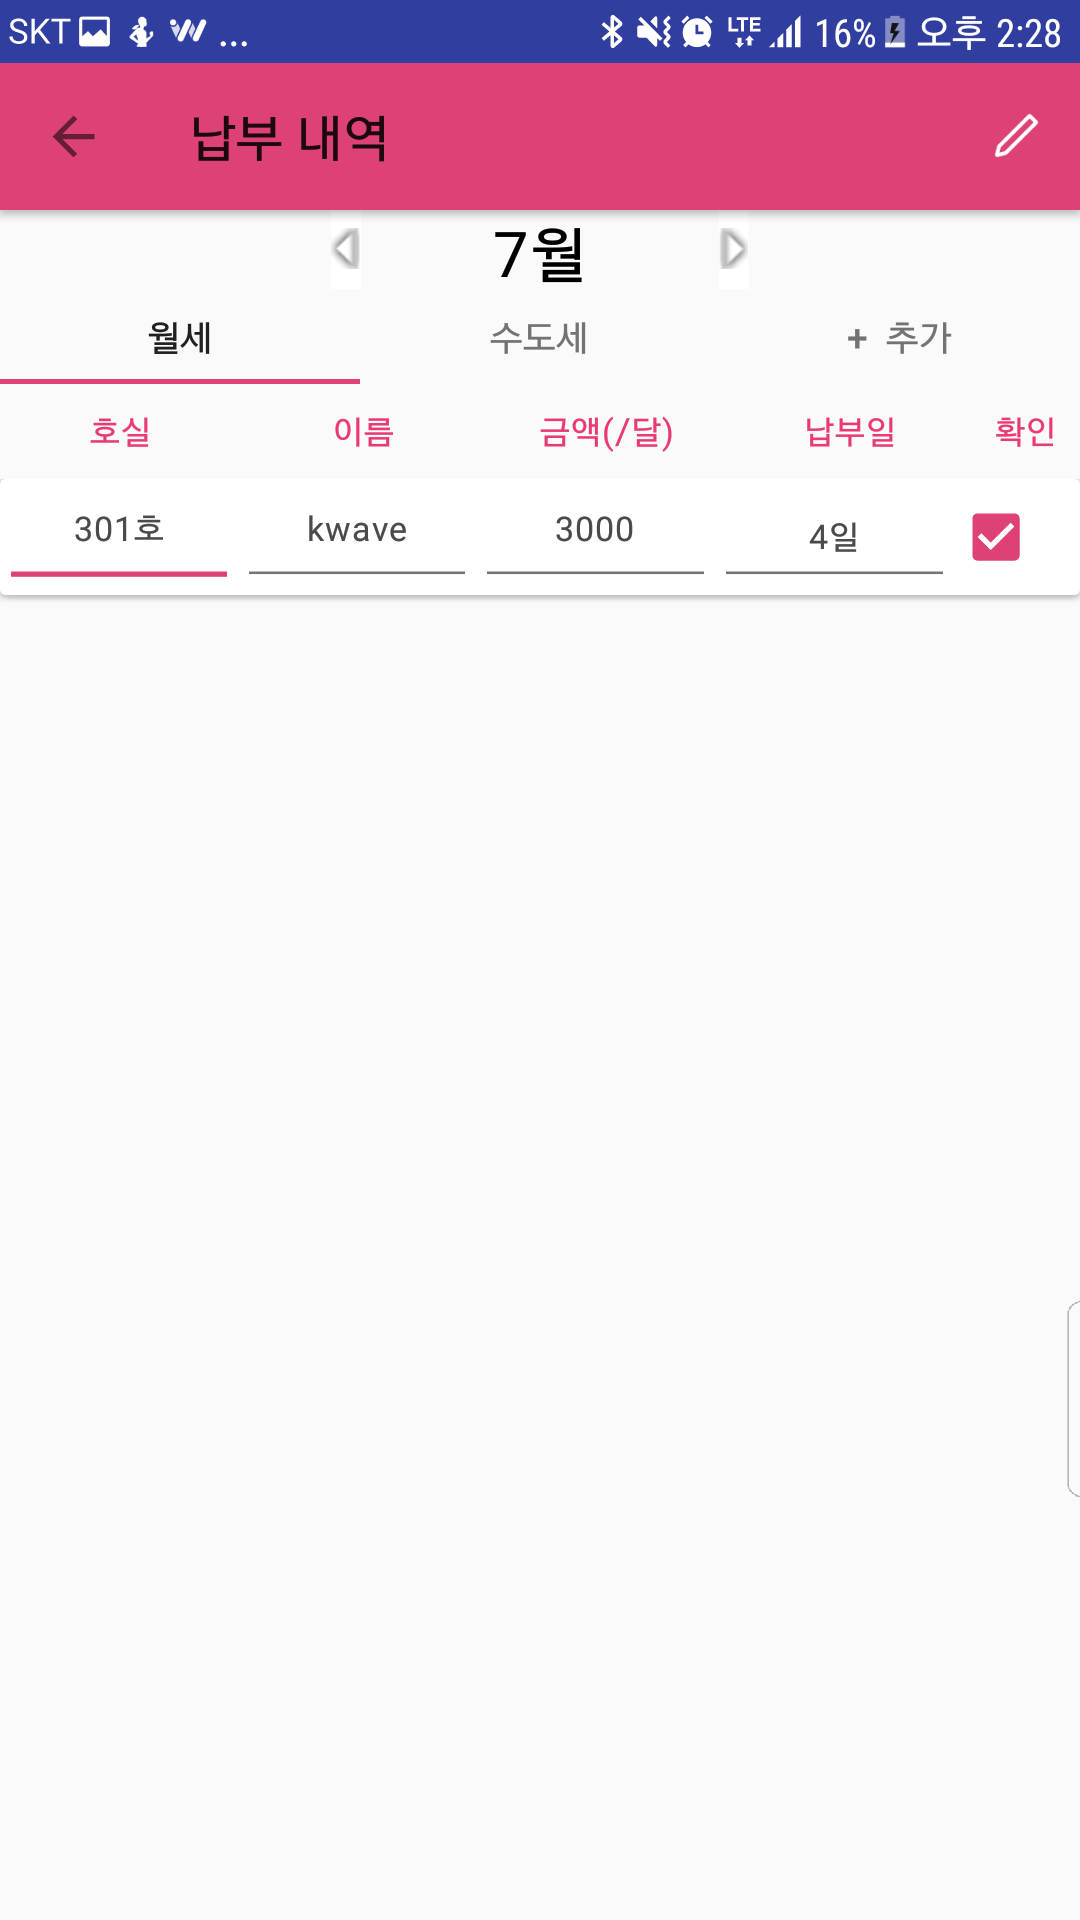 SKT ... LTE 16% 오후 2:28
납부 내역
7월
월세 수도세 + 추가
호실 이름 금액(/달) 납부일 확인
301호 kwave 3000 4일